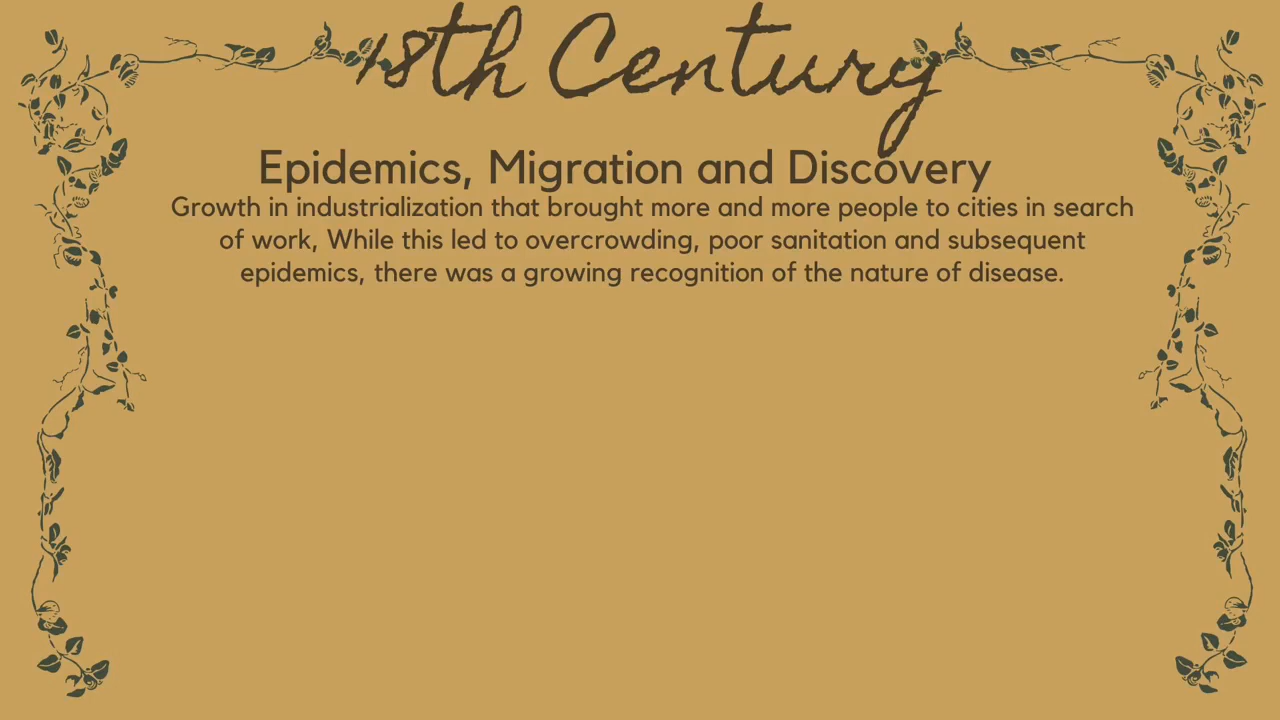 18th Century
Epidemics, Migration and Discovery
Growth in industrialization that brought more and more people to cities in search
of work, While this led to overcrowding, poor sanitation and subsequent
epidemics, there was a growing recognition of the nature of disease.